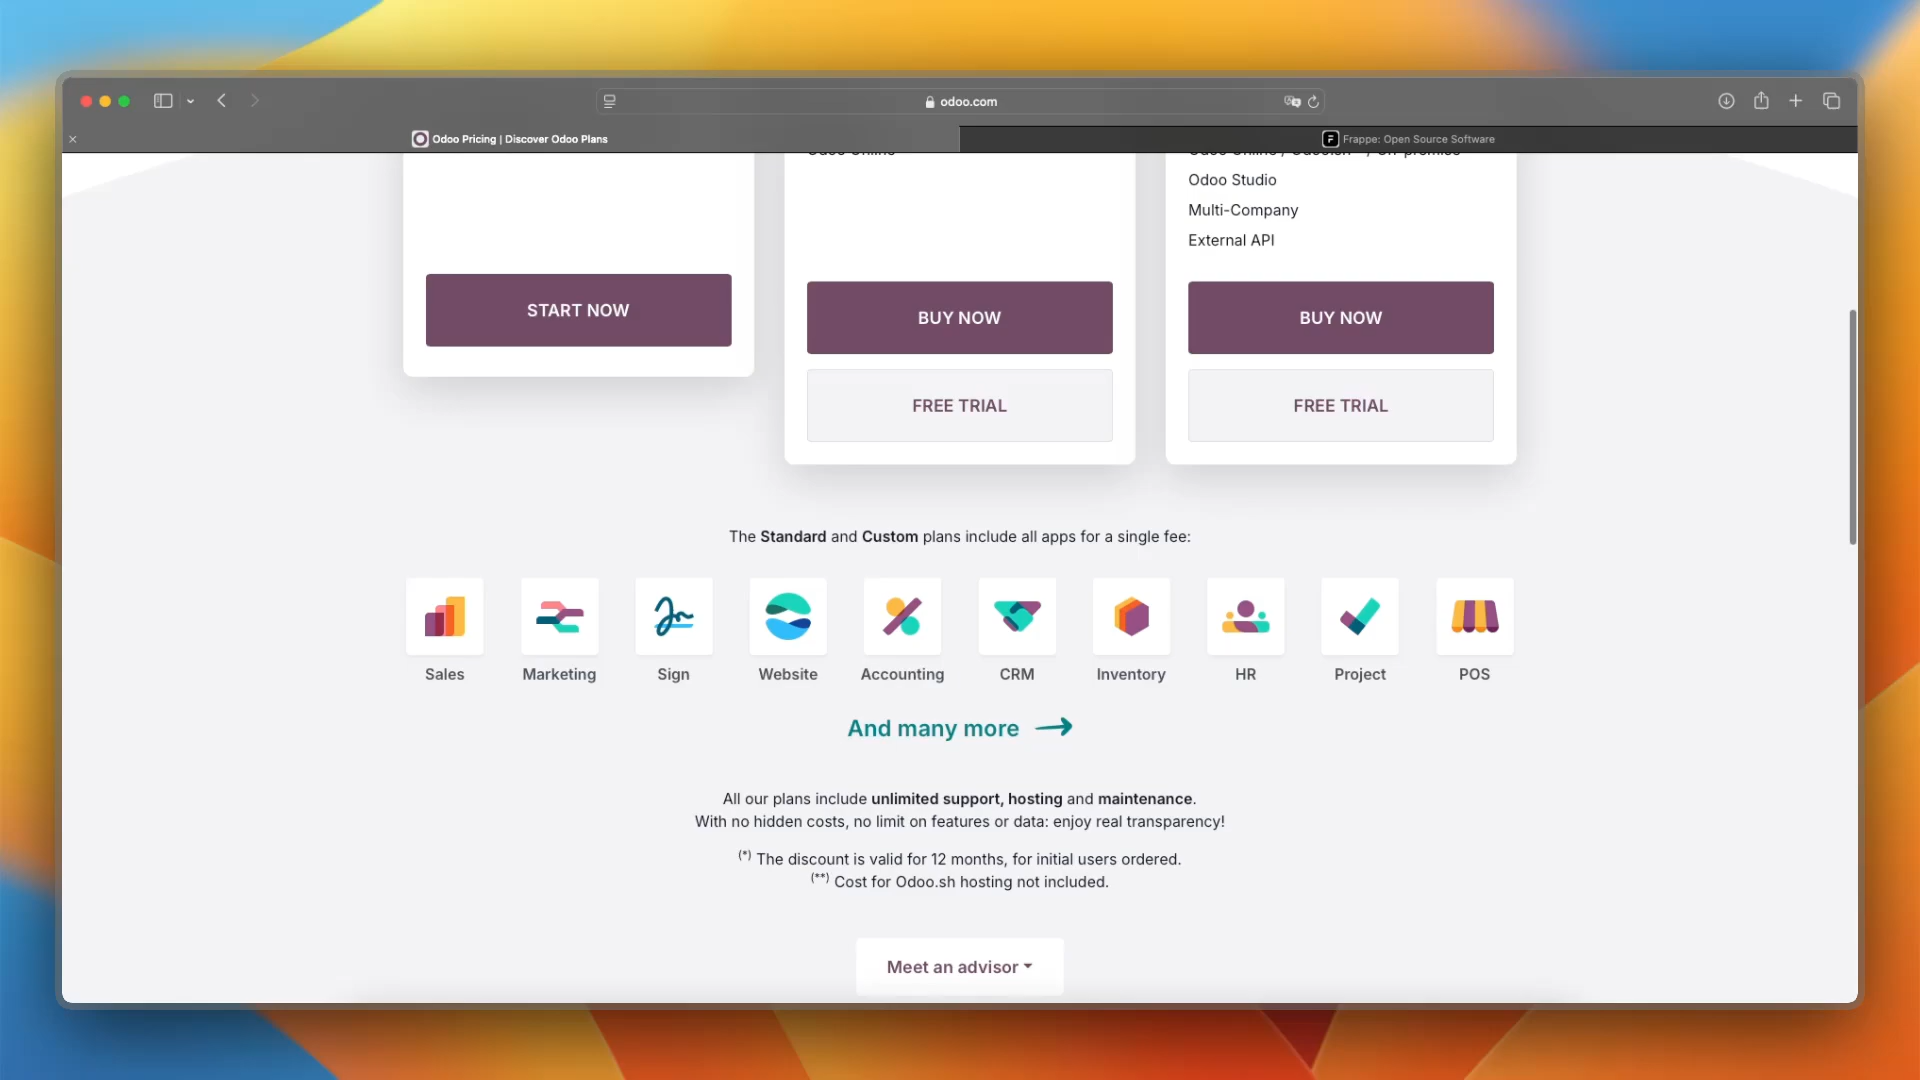 odoo.com
Odoo Pricing | Discover Odoo Plans
Frappe: Open Source Software
Odoo Studio
Multi-Company
External API
START NOW
BUY NOW
BUY NOW
FREE TRIAL
FREE TRIAL
The Standard and Custom plans include all apps for a single fee:
Sales
Marketing
Sign
Website
Accounting
CRM
Inventory
HR
Project
POS
And many more
All our plans include unlimited support, hosting and maintenance.
With no hidden costs, no limit on features or data: enjoy real transparency!
(*) The discount is valid for 12 months, for initial users ordered.
(**) Cost for Odoo.sh hosting not included.
Meet an advisor